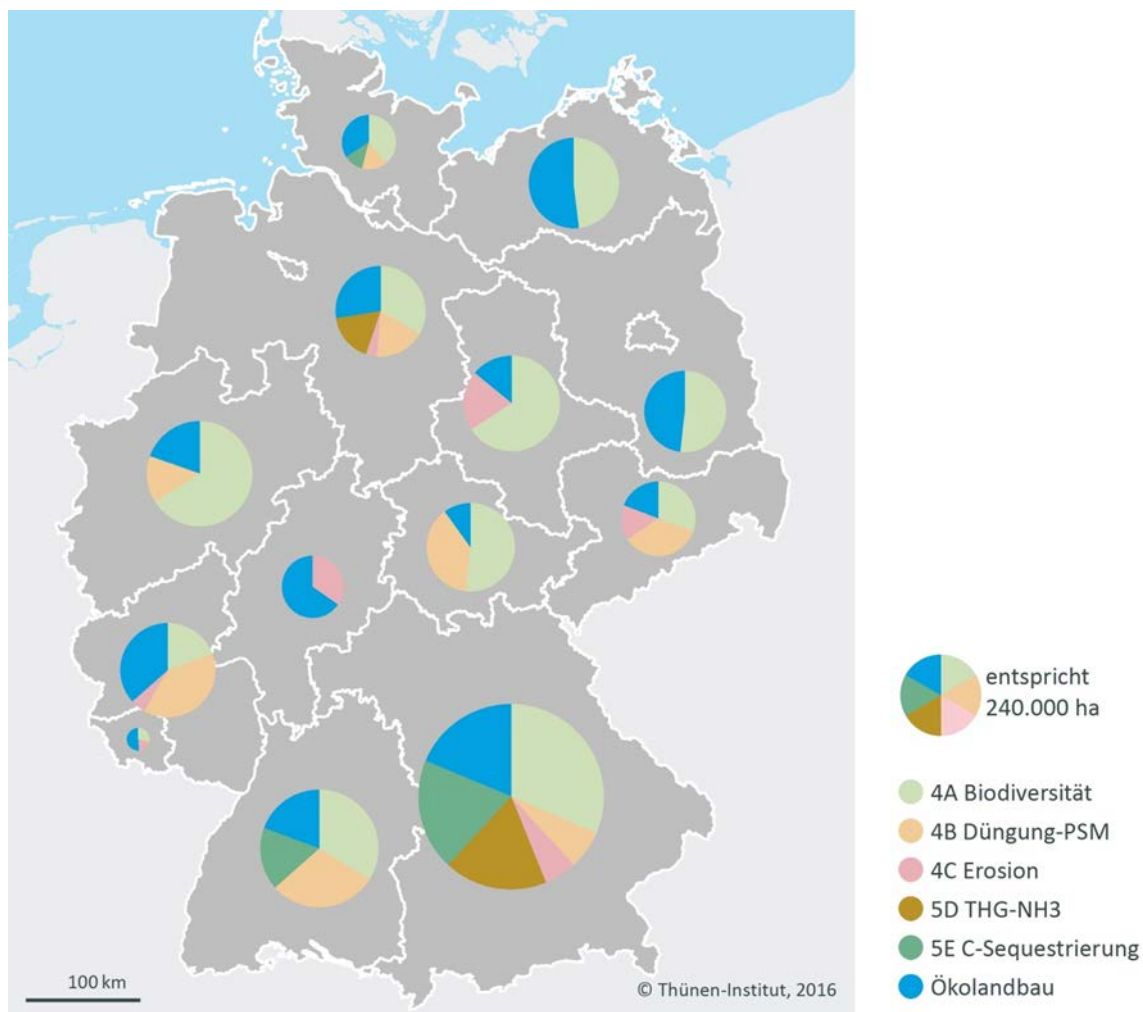 entspricht
240.000 ha
4A Biodiversität
4B Düngung-PSM
4C Erosion
5D THG-NH3
5E C-Sequestrierung
Ökolandbau
100 km
© Thünen-Institut, 2016